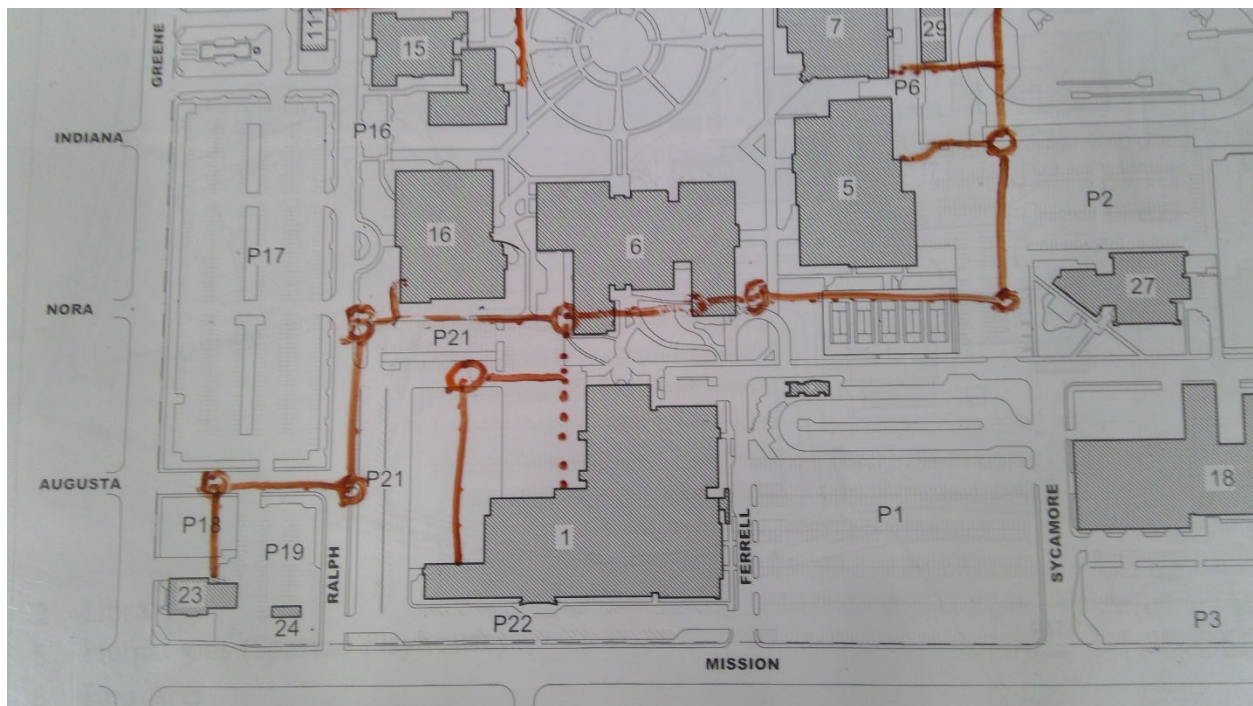 GREENE
111
15
7
29
P6
INDIANA
P16
5
P2
16
6
P17
27
NORA
P21
AUGUSTA
P21
18
P18
P19
1
P1
RALPH
FERRELL
SYCAMORE
23
24
P22
P3
MISSION